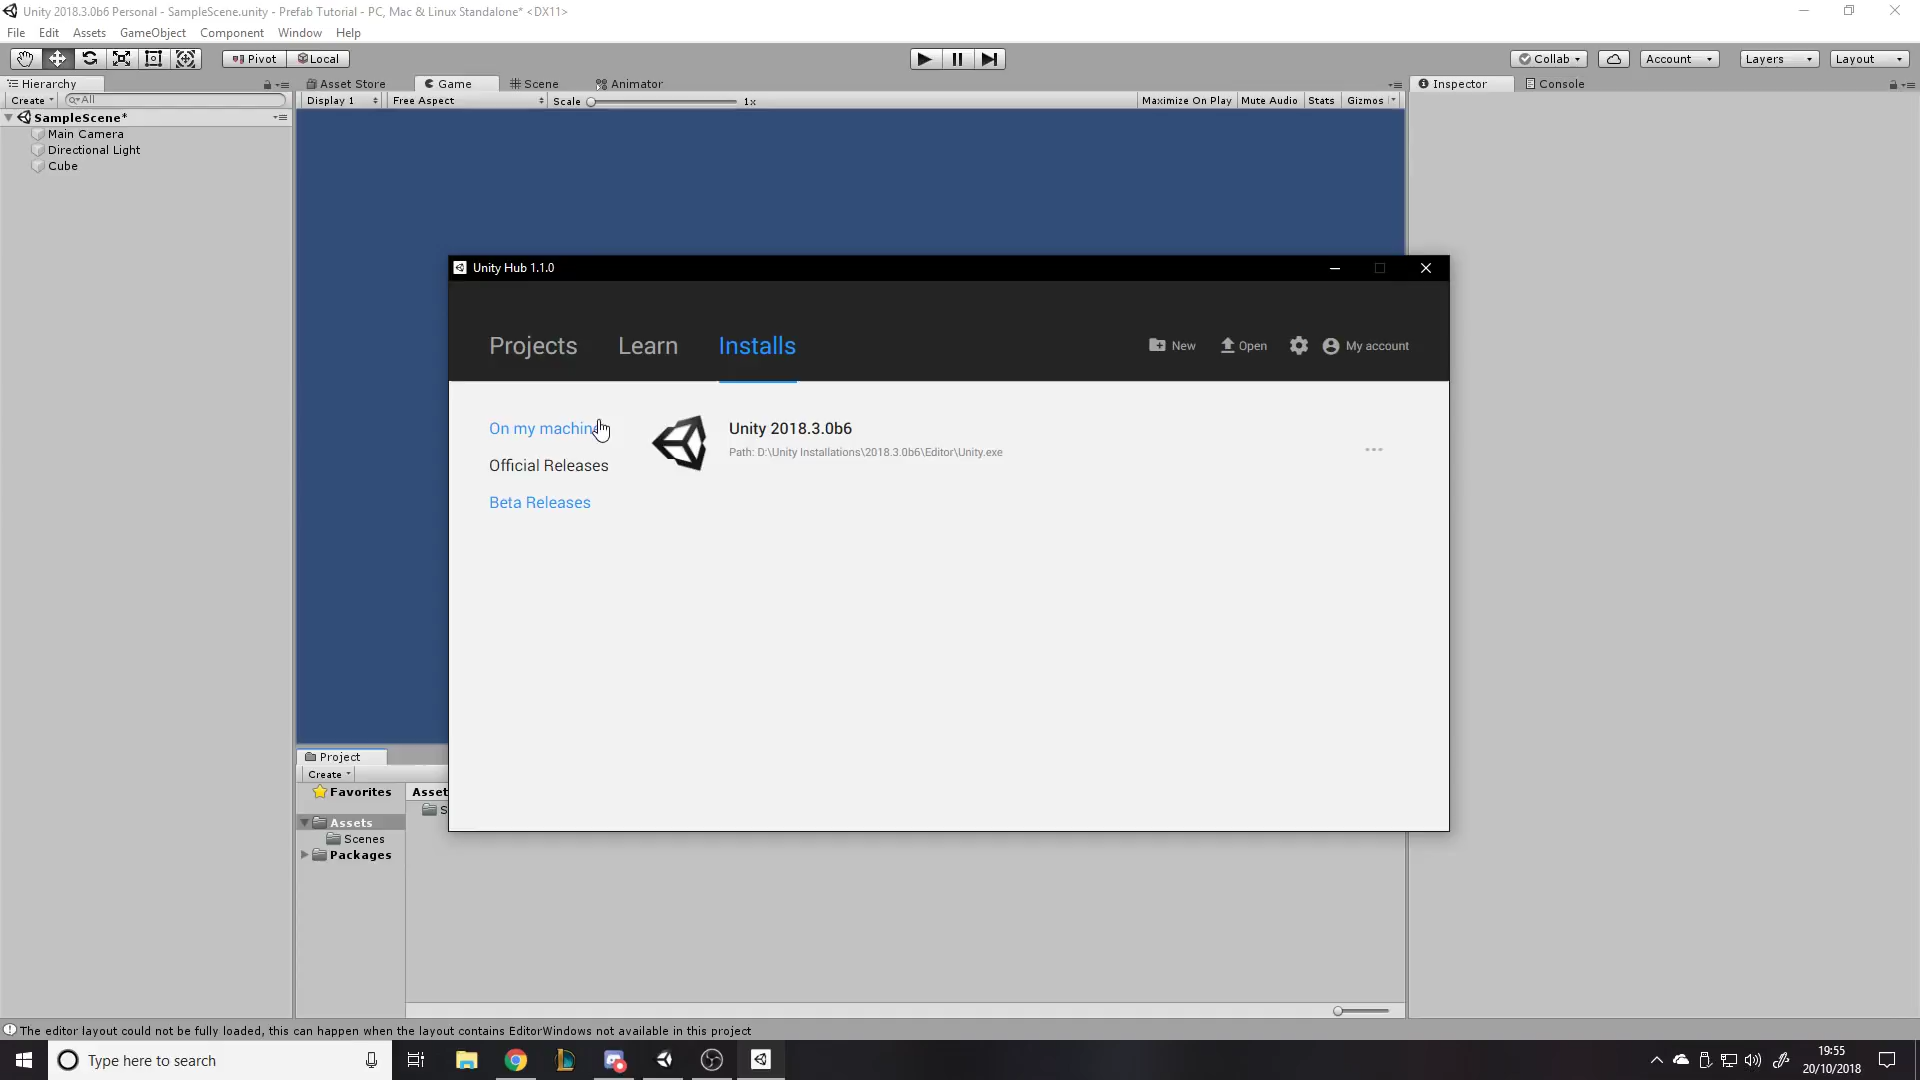 Unity 2018.3.0b6 Personal - SampleScene.unity - Prefab Tutorial - PC, Mac & Linux Standalone* <DX11>
File Edit Assets GameObject Component Window Help
Pivot Local Collab Account Layers Layout
Hierarchy Asset Store Game Scene Animator Inspector Console
Create All Display 1 Free Aspect Scale 1x Maximize On Play Mute Audio Stats Gizmos
SampleScene*
Main Camera
Directional Light
Cube
Unity Hub 1.1.0
Projects Learn Installs New Open My account
On my machin
Unity 2018.3.0b6
Path: D:\Unity Installations\2018.3.0b6\Editor\Unity.exe
Official Releases
Beta Releases
Project
Create
Favorites Asset
S
Assets
Scenes
Packages
The editor layout could not be fully loaded, this can happen when the layout contains EditorWindows not available in this project
Type here to search
19:55
20/10/2018